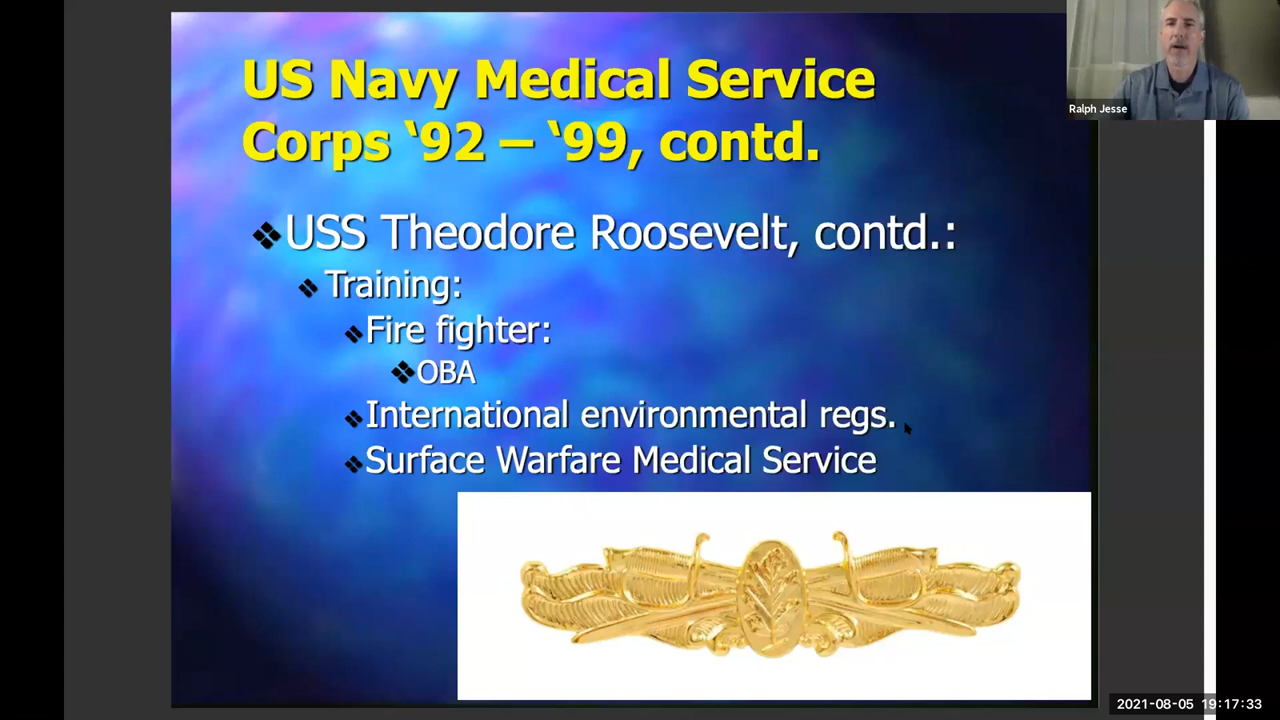 US Navy Medical Service
Corps ‘92 – ‘99, contd.
Ralph Jesse
USS Theodore Roosevelt, contd.:
Training:
Fire fighter:
OBA
International environmental regs.
Surface Warfare Medical Service
2021-08-05 19:17:33